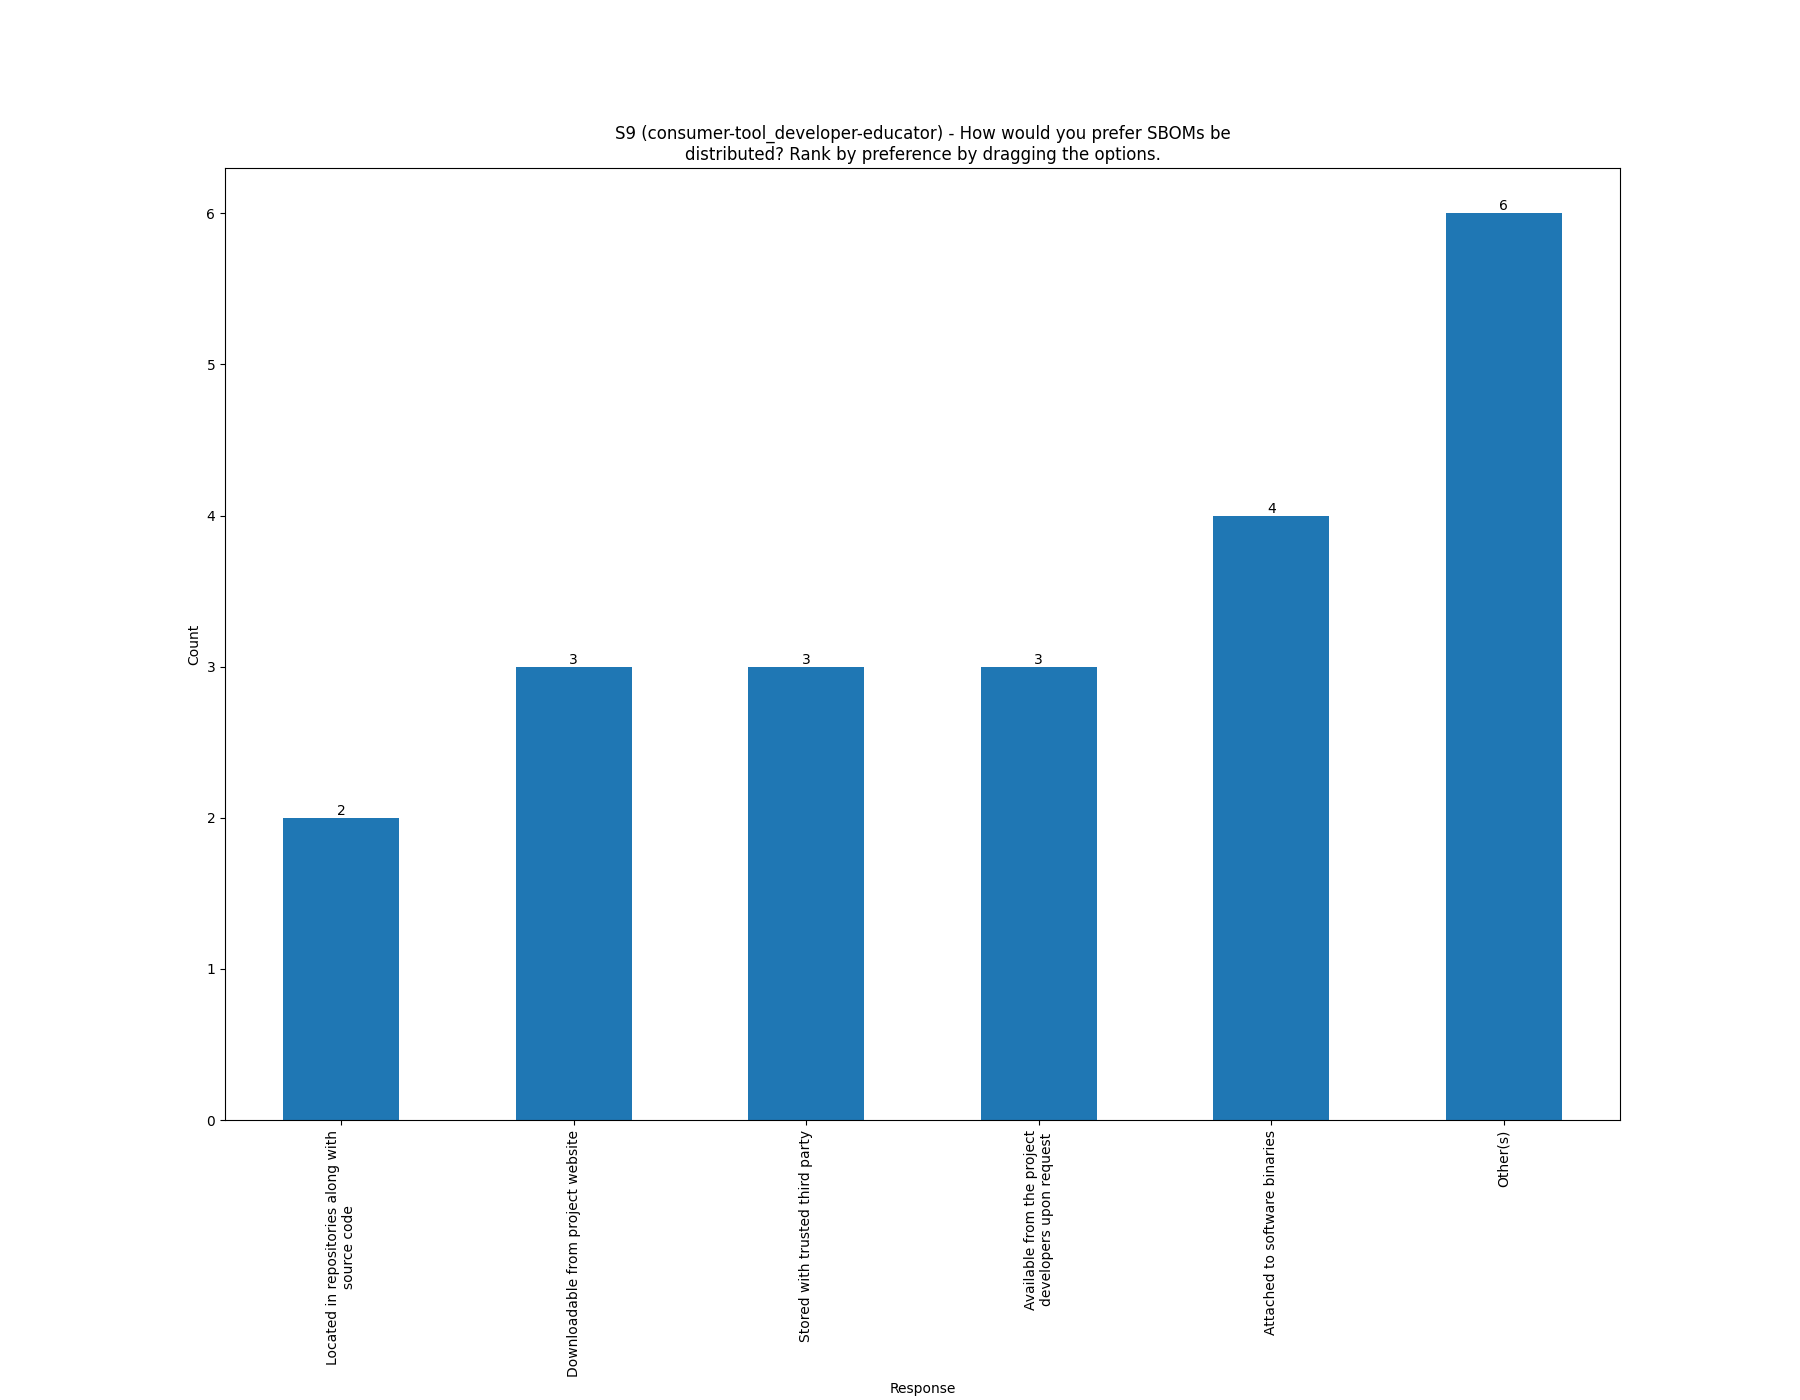 S9 (consumer-tool_developer-educator) - How would you prefer SBOMs be
distributed? Rank by preference by dragging the options.
6
5
4
3
2
1
0
Count
2
3
3
3
4
6
Located in repositories along with
source code
Downloadable from project website
Stored with trusted third party
Available from the project
developers upon request
Attached to software binaries
Other(s)
Response